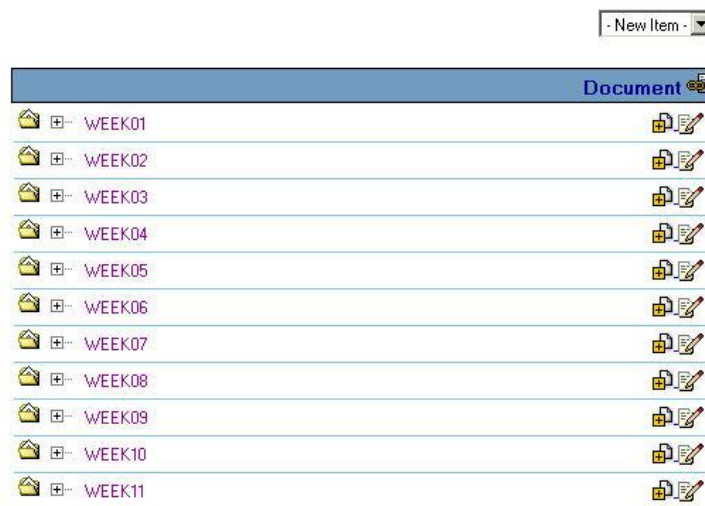 - New Item -
Document
WEEK01
WEEK02
WEEK03
WEEK04
WEEK05
WEEK06
WEEK07
WEEK08
WEEK09
WEEK10
WEEK11